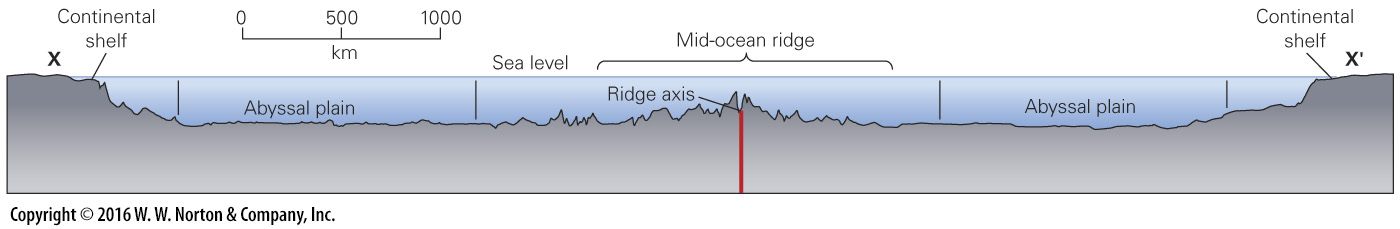 Continental
shelf
0 500 1000
km
Continental
shelf
X
Sea level
Mid-ocean ridge
X'
Ridge axis
Abyssal plain
Abyssal plain
Copyright © 2016 W. W. Norton & Company, Inc.